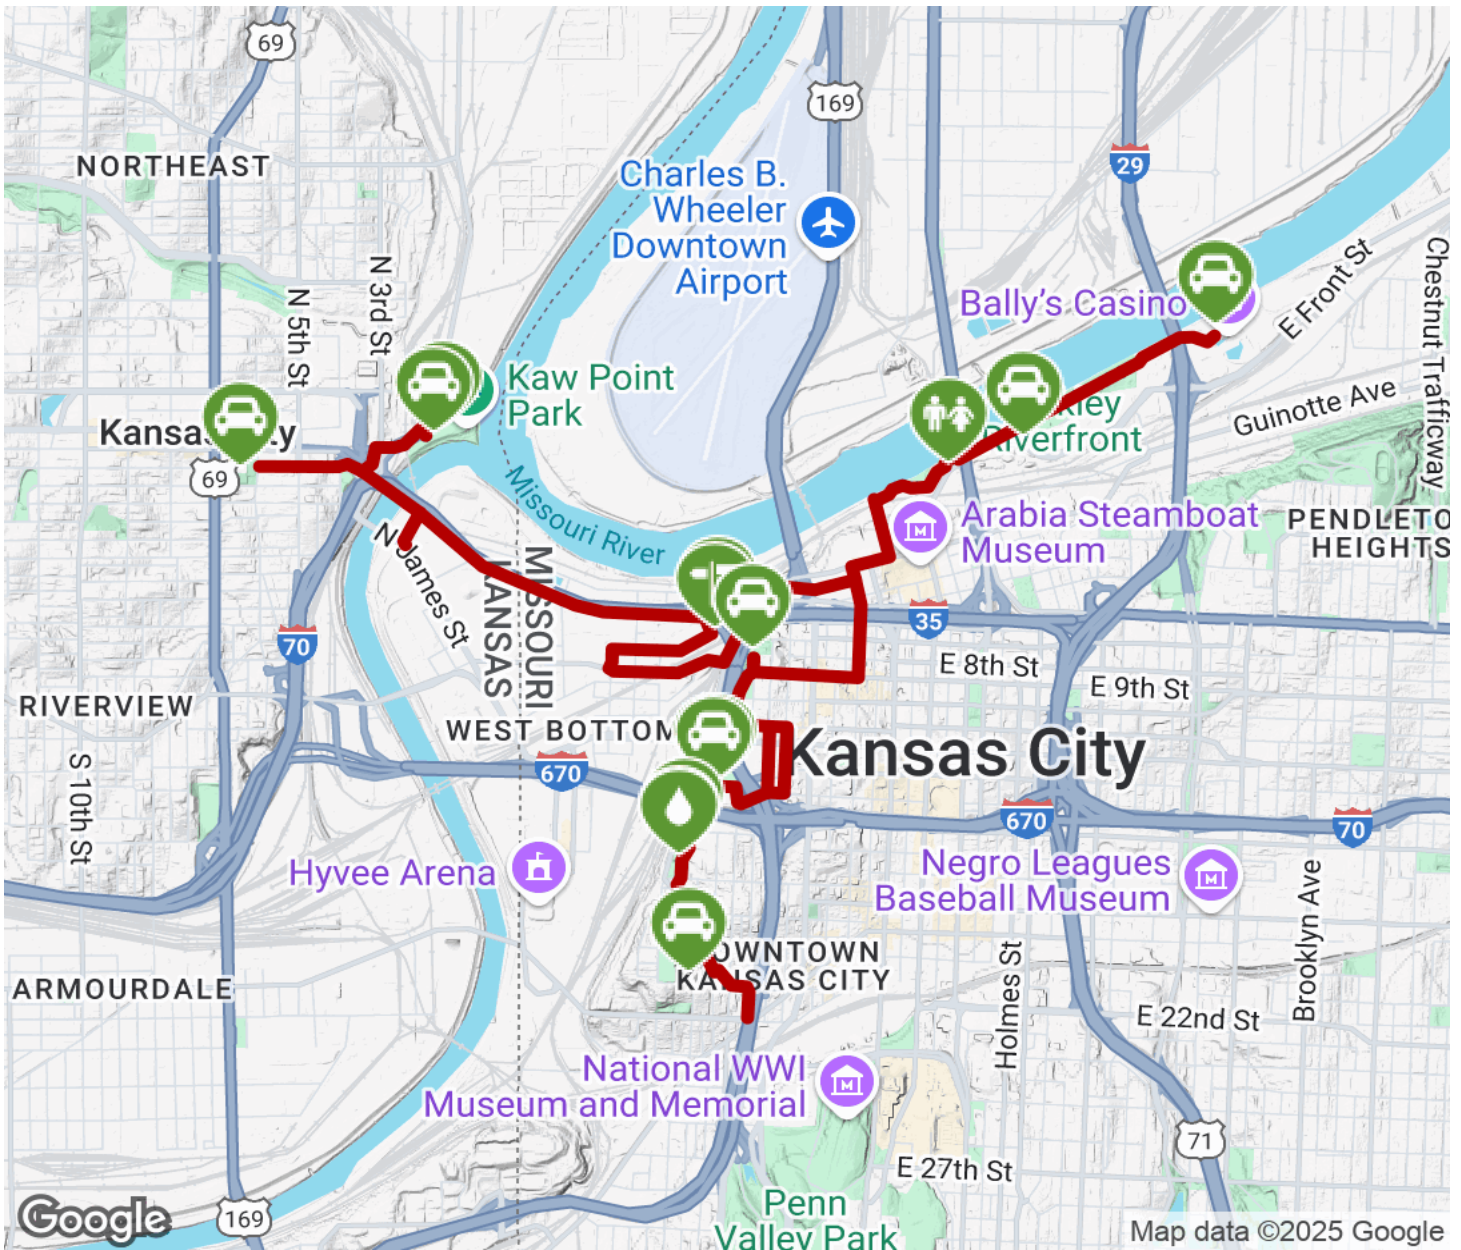 69
169
29
NORTHEAST
Charles B.
Wheeler
Downtown
Airport
N 3rd St
N 5th St
Bally's Casino
E Front St
Chestnut Trafficway
Kaw Point
Park
Guinotte Ave
Riverfront
69
Missouri River
Arabia Steamboat
Museum
PENDLETO
HEIGHTS
N James St
MISSOURI
KANSAS
35
70
E 8th St
E 9th St
RIVERVIEW
WEST BOTTOM
Kansas City
S 10th St
670
670
70
Hyvee Arena
Negro Leagues
Baseball Museum
Brooklyn Ave
OWNTOWN
KANSAS CITY
ARMOURDALE
Holmes St
E 22nd St
National WWI
Museum and Memorial
71
E 27th St
Penn
Valley Park
169
Google
Map data ©2025 Google